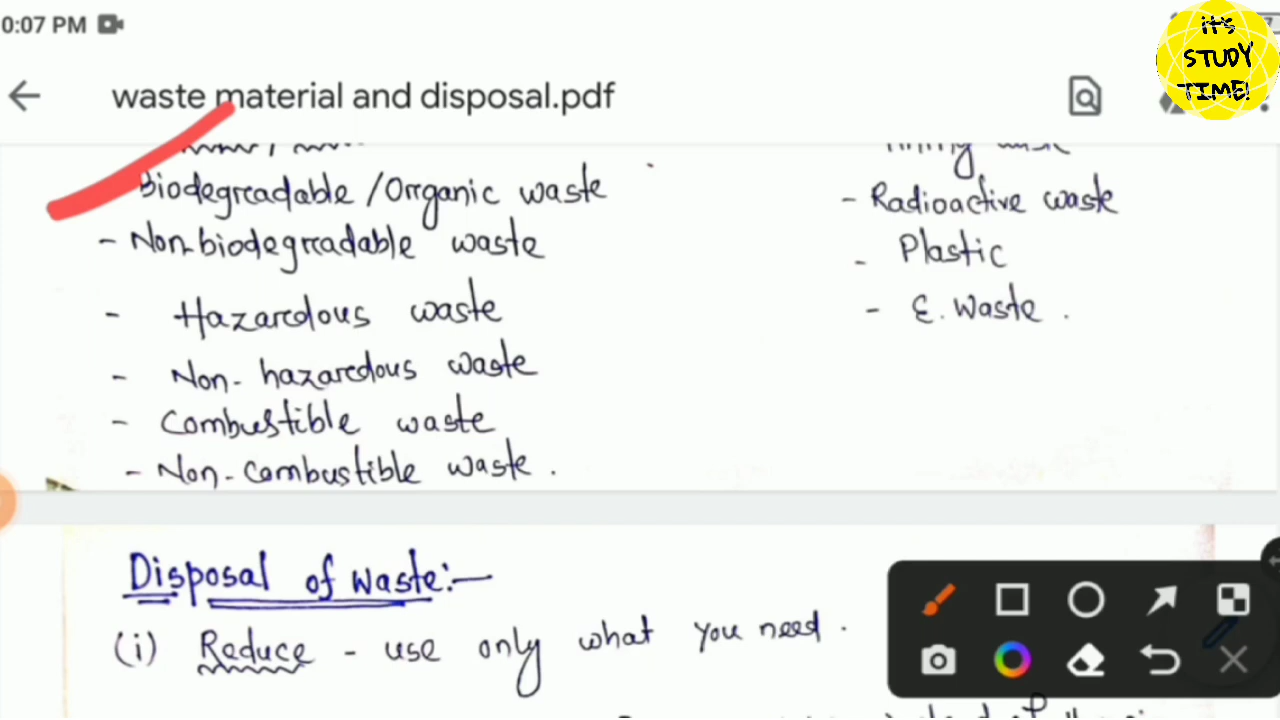 0:07 PM
IT'S
STUDY
TIME!
waste material and disposal.pdf
Biodegradable /Organic waste
- Non-biodegradable waste
- Hazardous waste
- Non-hazardous waste
- Combustible waste
- Non-Combustible waste.
- Radioactive waste
- Plastic
- E. Waste.
Disposal of waste:-
(i) Reduce - use only what you need.